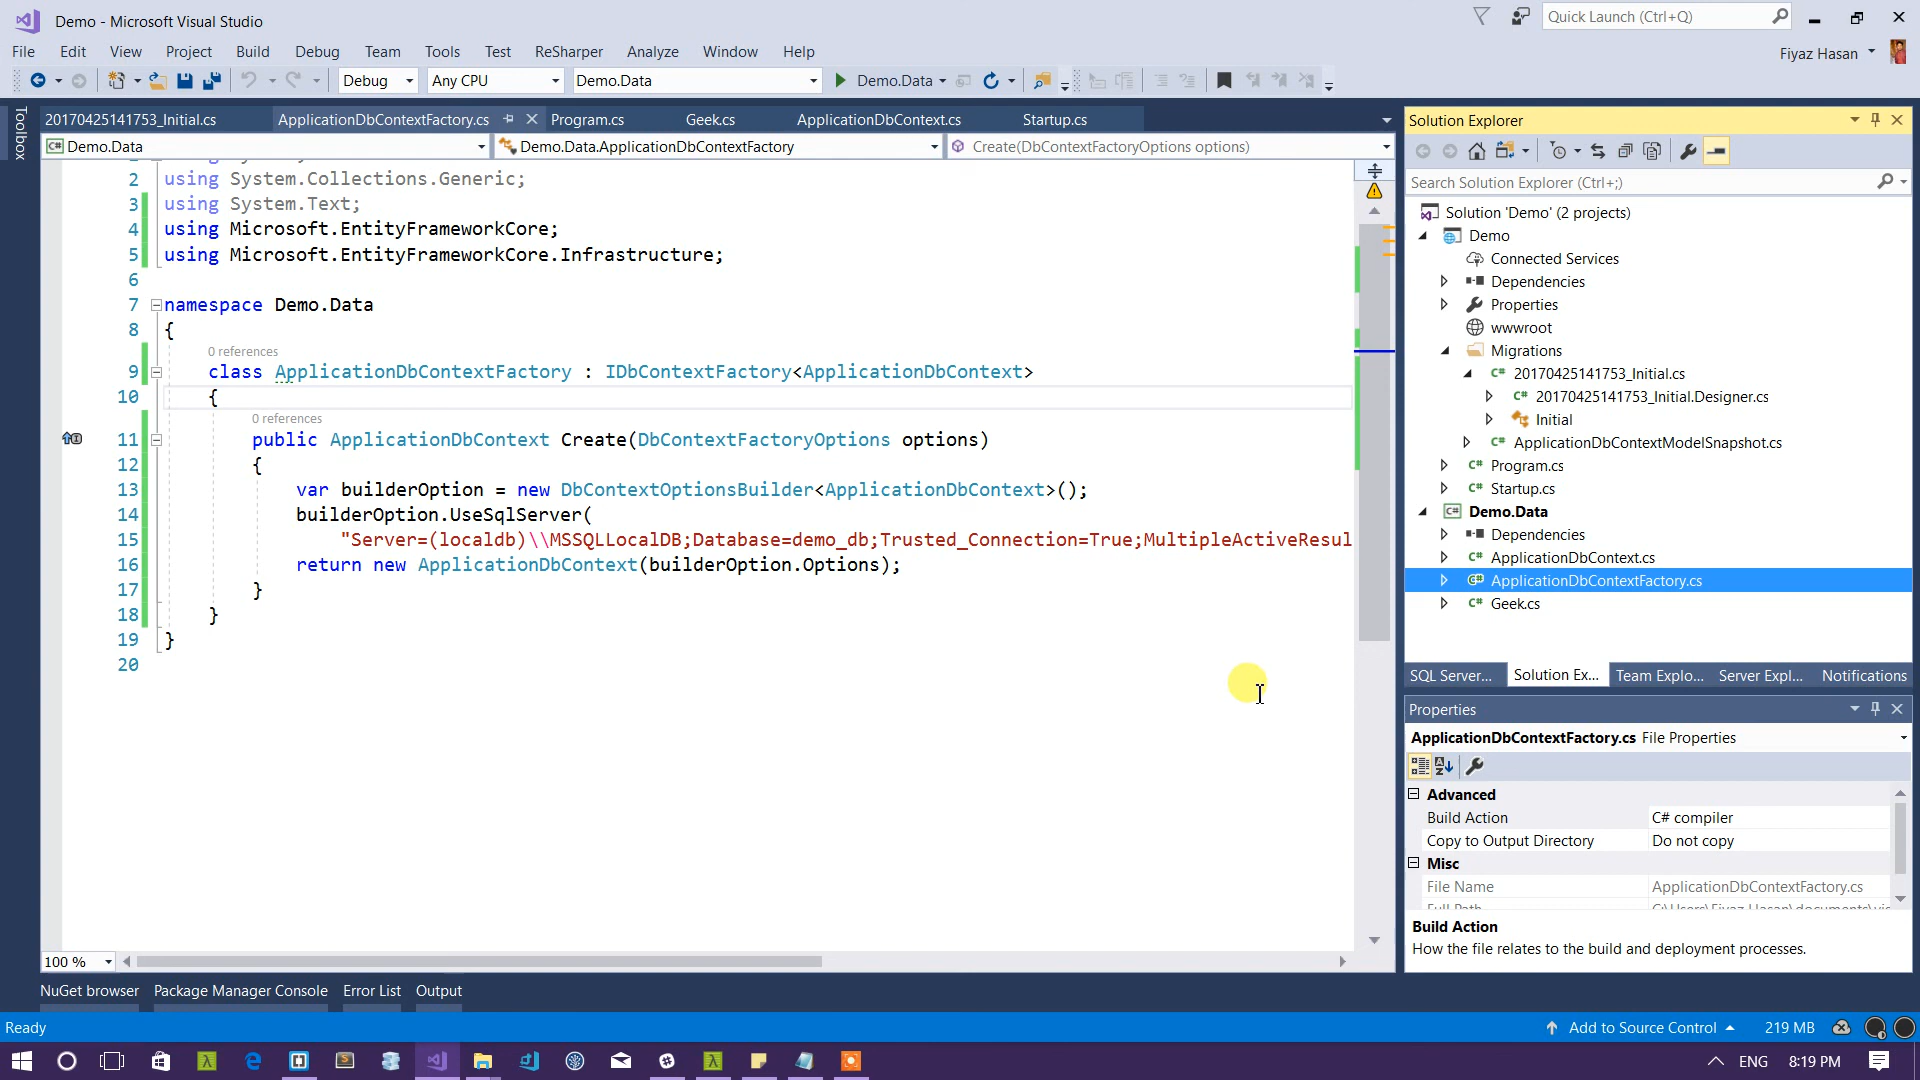 Demo - Microsoft Visual Studio
Quick Launch (Ctrl+Q)
File Edit View Project Build Debug Team Tools Test ReSharper Analyze Window Help
Fiyaz Hasan
Debug Any CPU Demo.Data Demo.Data
Toolbox
20170425141753_Initial.cs ApplicationDbContextFactory.cs Program.cs Geek.cs ApplicationDbContext.cs Startup.cs
Demo.Data Demo.Data.ApplicationDbContextFactory Create(DbContextFactoryOptions options)
2 using System.Collections.Generic;
3 using System.Text;
4 using Microsoft.EntityFrameworkCore;
5 using Microsoft.EntityFrameworkCore.Infrastructure;
6
7 namespace Demo.Data
8 {
0 references
9 class ApplicationDbContextFactory : IDbContextFactory<ApplicationDbContext>
10 {
0 references
11 public ApplicationDbContext Create(DbContextFactoryOptions options)
12 {
13 var builderOption = new DbContextOptionsBuilder<ApplicationDbContext>();
14 builderOption.UseSqlServer(
15 "Server=(localdb)\\MSSQLLocalDB;Database=demo_db;Trusted_Connection=True;MultipleActiveResul
16 return new ApplicationDbContext(builderOption.Options);
17 }
18 }
19 }
20
100 %
Solution Explorer
Search Solution Explorer (Ctrl+;)
Solution 'Demo' (2 projects)
Demo
Connected Services
Dependencies
Properties
wwwroot
Migrations
C# 20170425141753_Initial.cs
C# 20170425141753_Initial.Designer.cs
Initial
C# ApplicationDbContextModelSnapshot.cs
C# Program.cs
C# Startup.cs
C# Demo.Data
Dependencies
C# ApplicationDbContext.cs
C# ApplicationDbContextFactory.cs
C# Geek.cs
SQL Server... Solution Ex... Team Explo... Server Expl... Notifications
Properties
ApplicationDbContextFactory.cs File Properties
Advanced
Build Action C# compiler
Copy to Output Directory Do not copy
Misc
File Name ApplicationDbContextFactory.cs
Build Action
How the file relates to the build and deployment processes.
NuGet browser Package Manager Console Error List Output
Ready
Add to Source Control 219 MB
ENG 8:19 PM